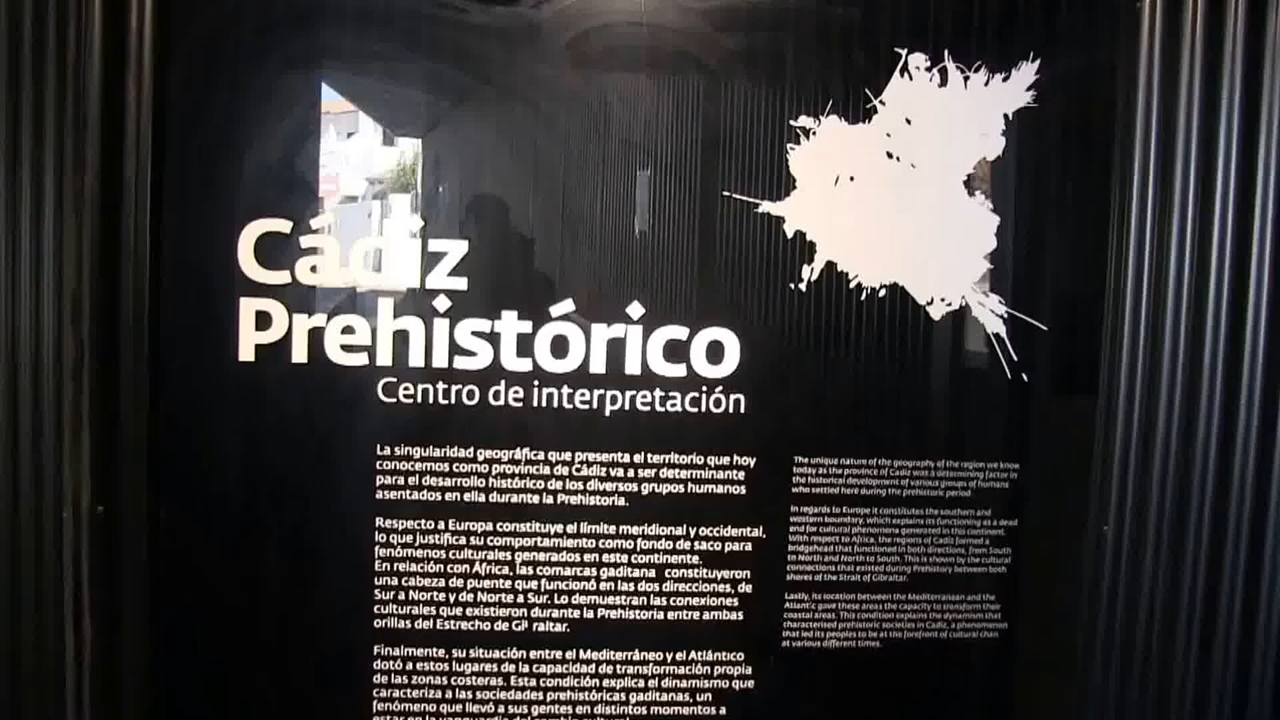 Cádiz
Prehistórico
Centro de interpretación
La singularidad geográfica que presenta el territorio que hoy
conocemos como provincia de Cádiz va a ser determinante
para el desarrollo histórico de los diversos grupos humanos
asentados en ella durante la Prehistoria.
Respecto a Europa constituye el límite meridional y occidental,
lo que justifica su comportamiento como fondo de saco para
fenómenos culturales generados en este continente.
En relación con África, las comarcas gaditana constituyeron
una cabeza de puente que funcionó en las dos direcciones, de
Sur a Norte y de Norte a Sur. Lo demuestran las conexiones
culturales que existieron durante la Prehistoria entre ambas
orillas del Estrecho de raltar.
Finalmente, su situación entre el Mediterráneo y el Atlántico
dotó a estos lugares de la capacidad de transformación propia
de las zonas costeras. Esta condición explica el dinamismo que
caracteriza a las sociedades prehistóricas gaditanas, un
fenómeno que llevó a sus gentes en distintos momentos a
estar en la vanguardia del cambio cultural.
The unique nature of the geography of the region we know
today as the province of Cadiz was a determining factor in
the historical development of various groups of humans
who settled here during the prehistoric period.
In regards to Europe it constitutes the southern and
western boundary, which explains its functioning as a dead
end for cultural phenomena generated in this continent.
With respect to Africa, the regions of Cadiz formed a
bridgehead that functioned in both directions, from South
to North and North to South. This is shown by the cultural
connections that existed during Prehistory between both
shores of the Strait of Gibraltar.
Lastly, its location between the Mediterranean and the
Atlantic gave these areas the capacity to transform their
coastal areas. This condition explains the dynamism that
characterised prehistoric societies in Cadiz, a phenomenon
that led its peoples to be at the forefront of cultural chan
at various different times.